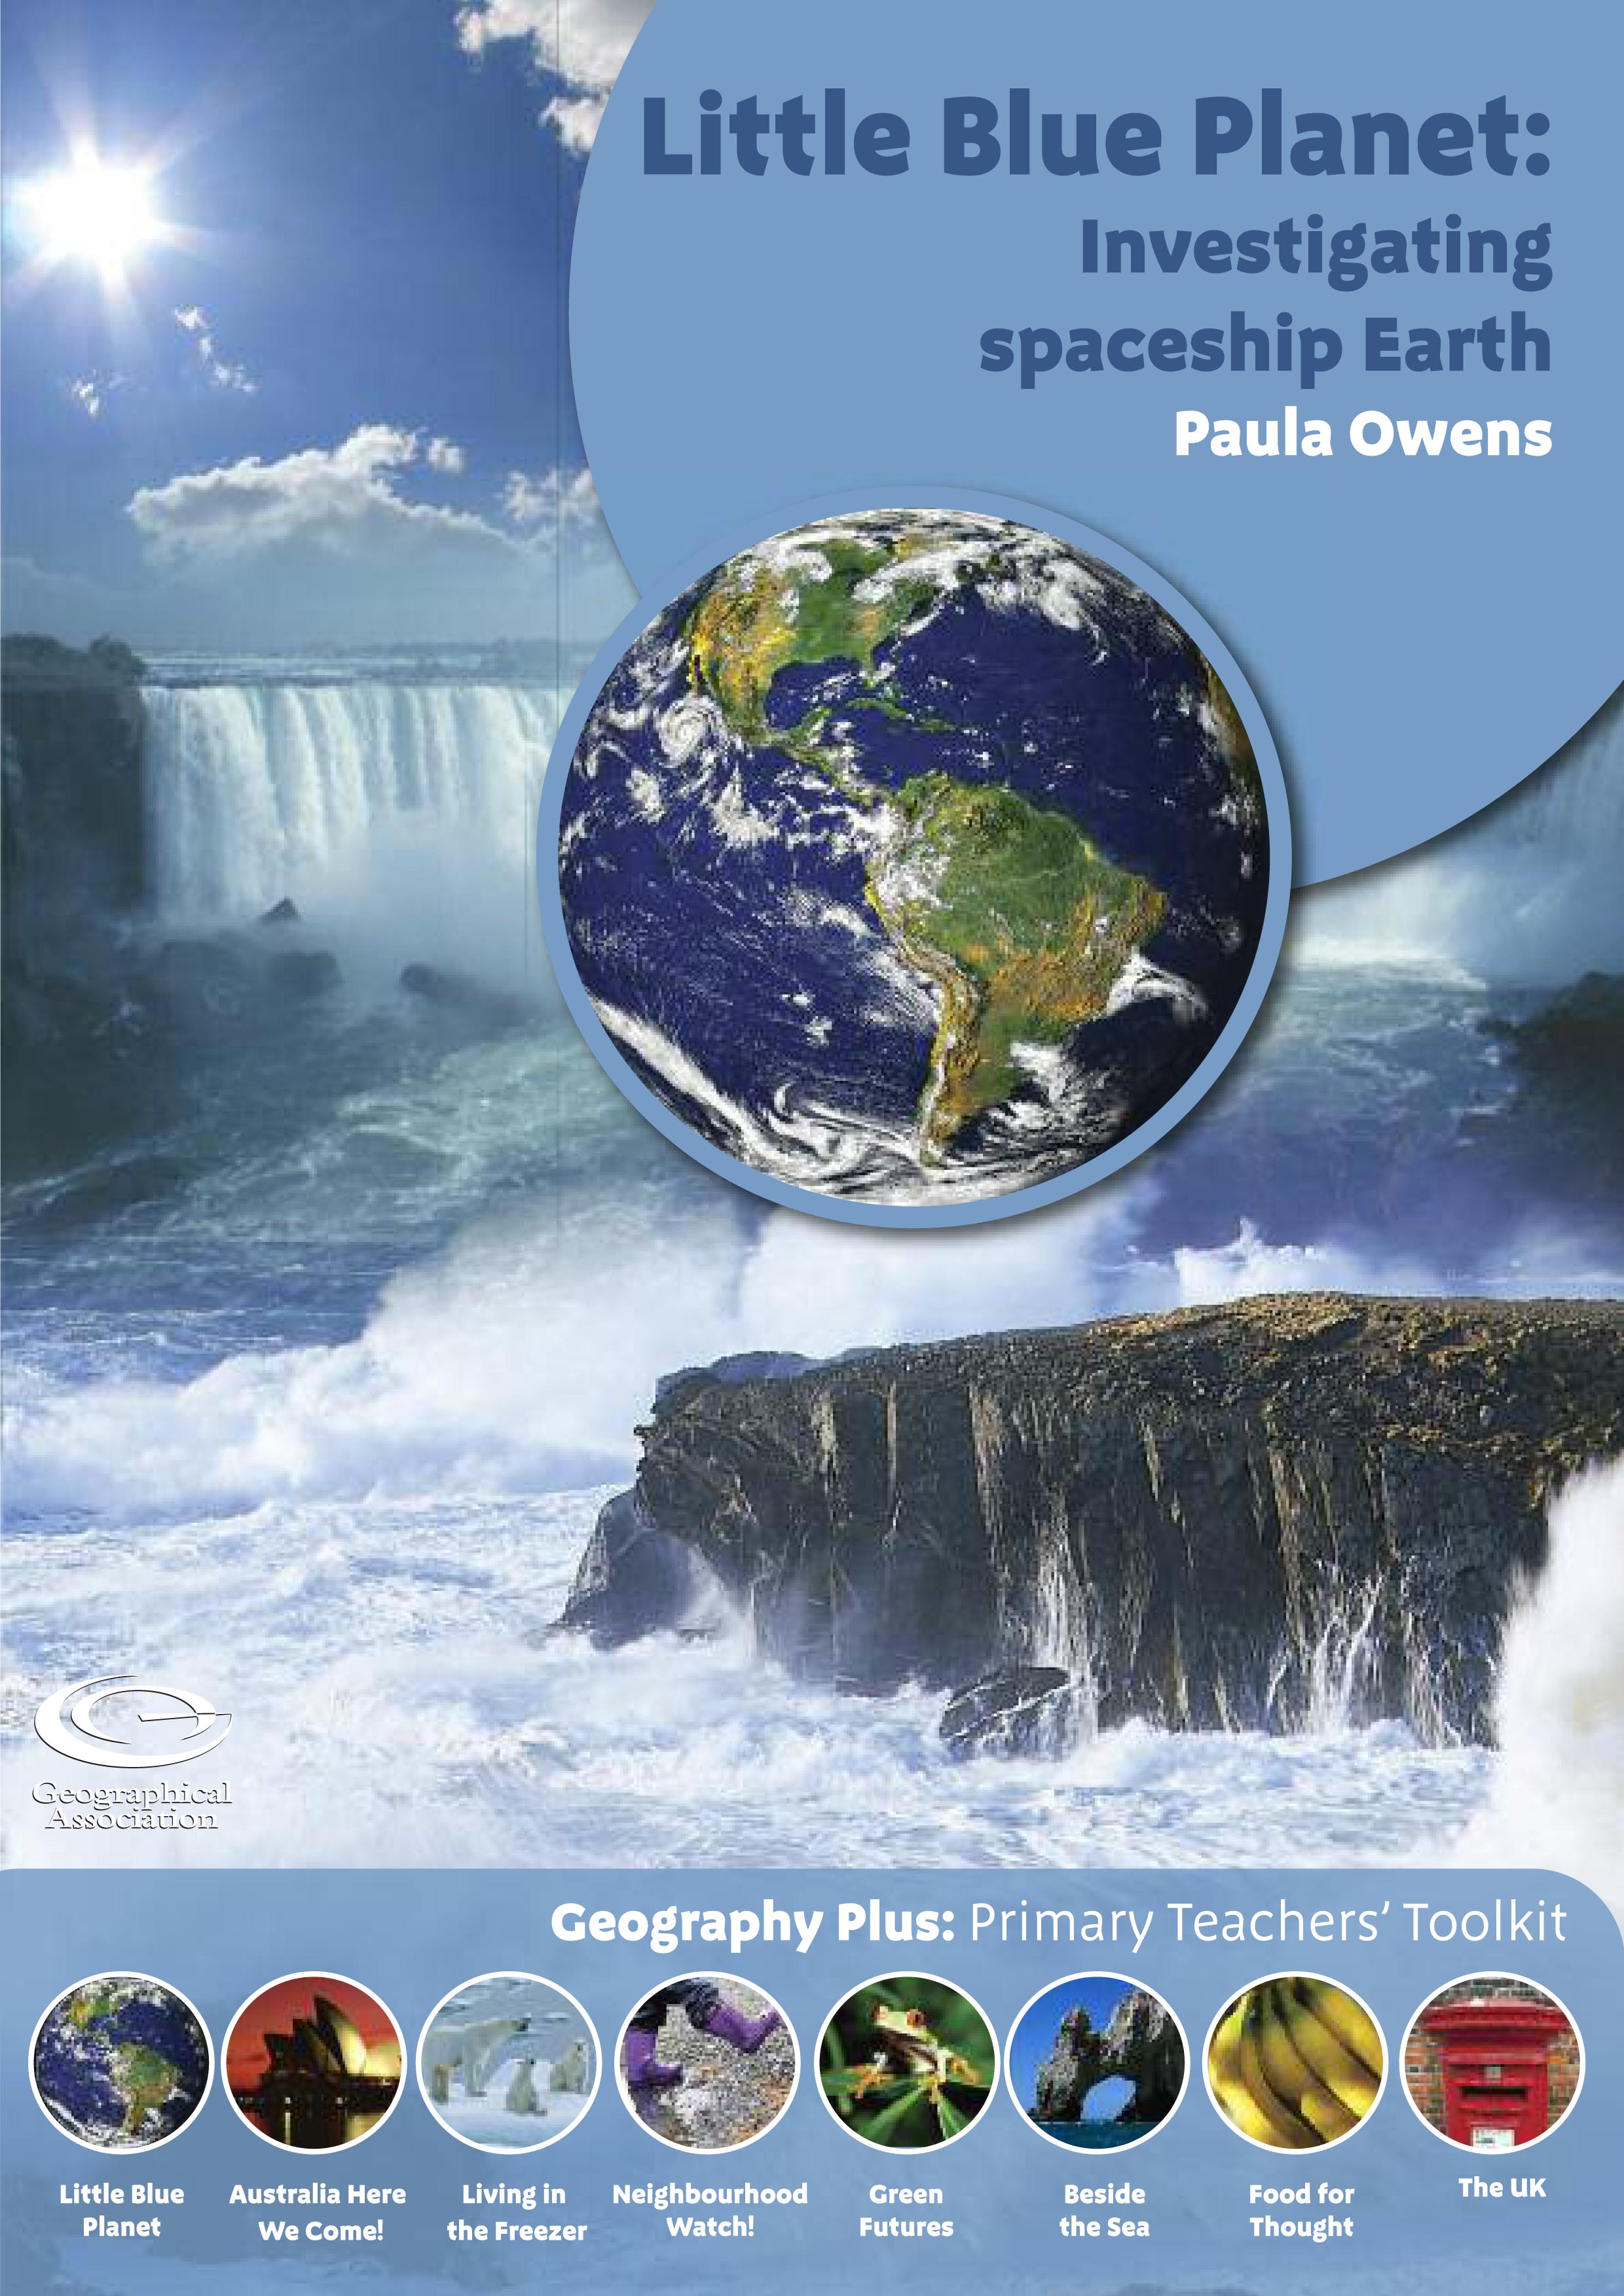 Little Blue Planet:
Investigating
spaceship Earth
Paula Owens
Geographical
Association
Geography Plus: Primary Teachers’ Toolkit
Little Blue
Planet
Australia Here
We Come!
Living in
the Freezer
Neighbourhood
Watch!
Green
Futures
Beside
the Sea
Food for
Thought
The UK